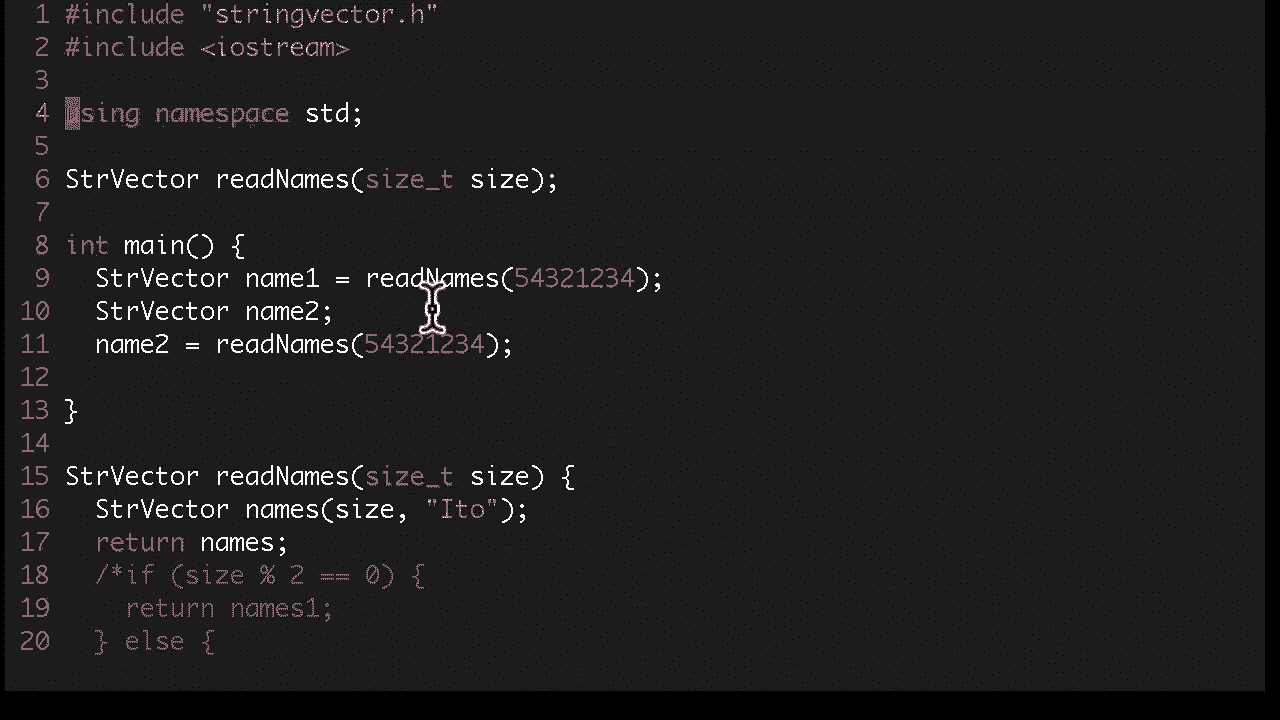 1 #include "stringvector.h"
2 #include <iostream>
3
4 using namespace std;
5
6 StrVector readNames(size_t size);
7
8 int main() {
9   StrVector name1 = readNames(54321234);
10   StrVector name2;
11   name2 = readNames(54321234);
12
13 }
14
15 StrVector readNames(size_t size) {
16   StrVector names(size, "Ito");
17   return names;
18   /*if (size % 2 == 0) {
19     return names1;
20   } else {